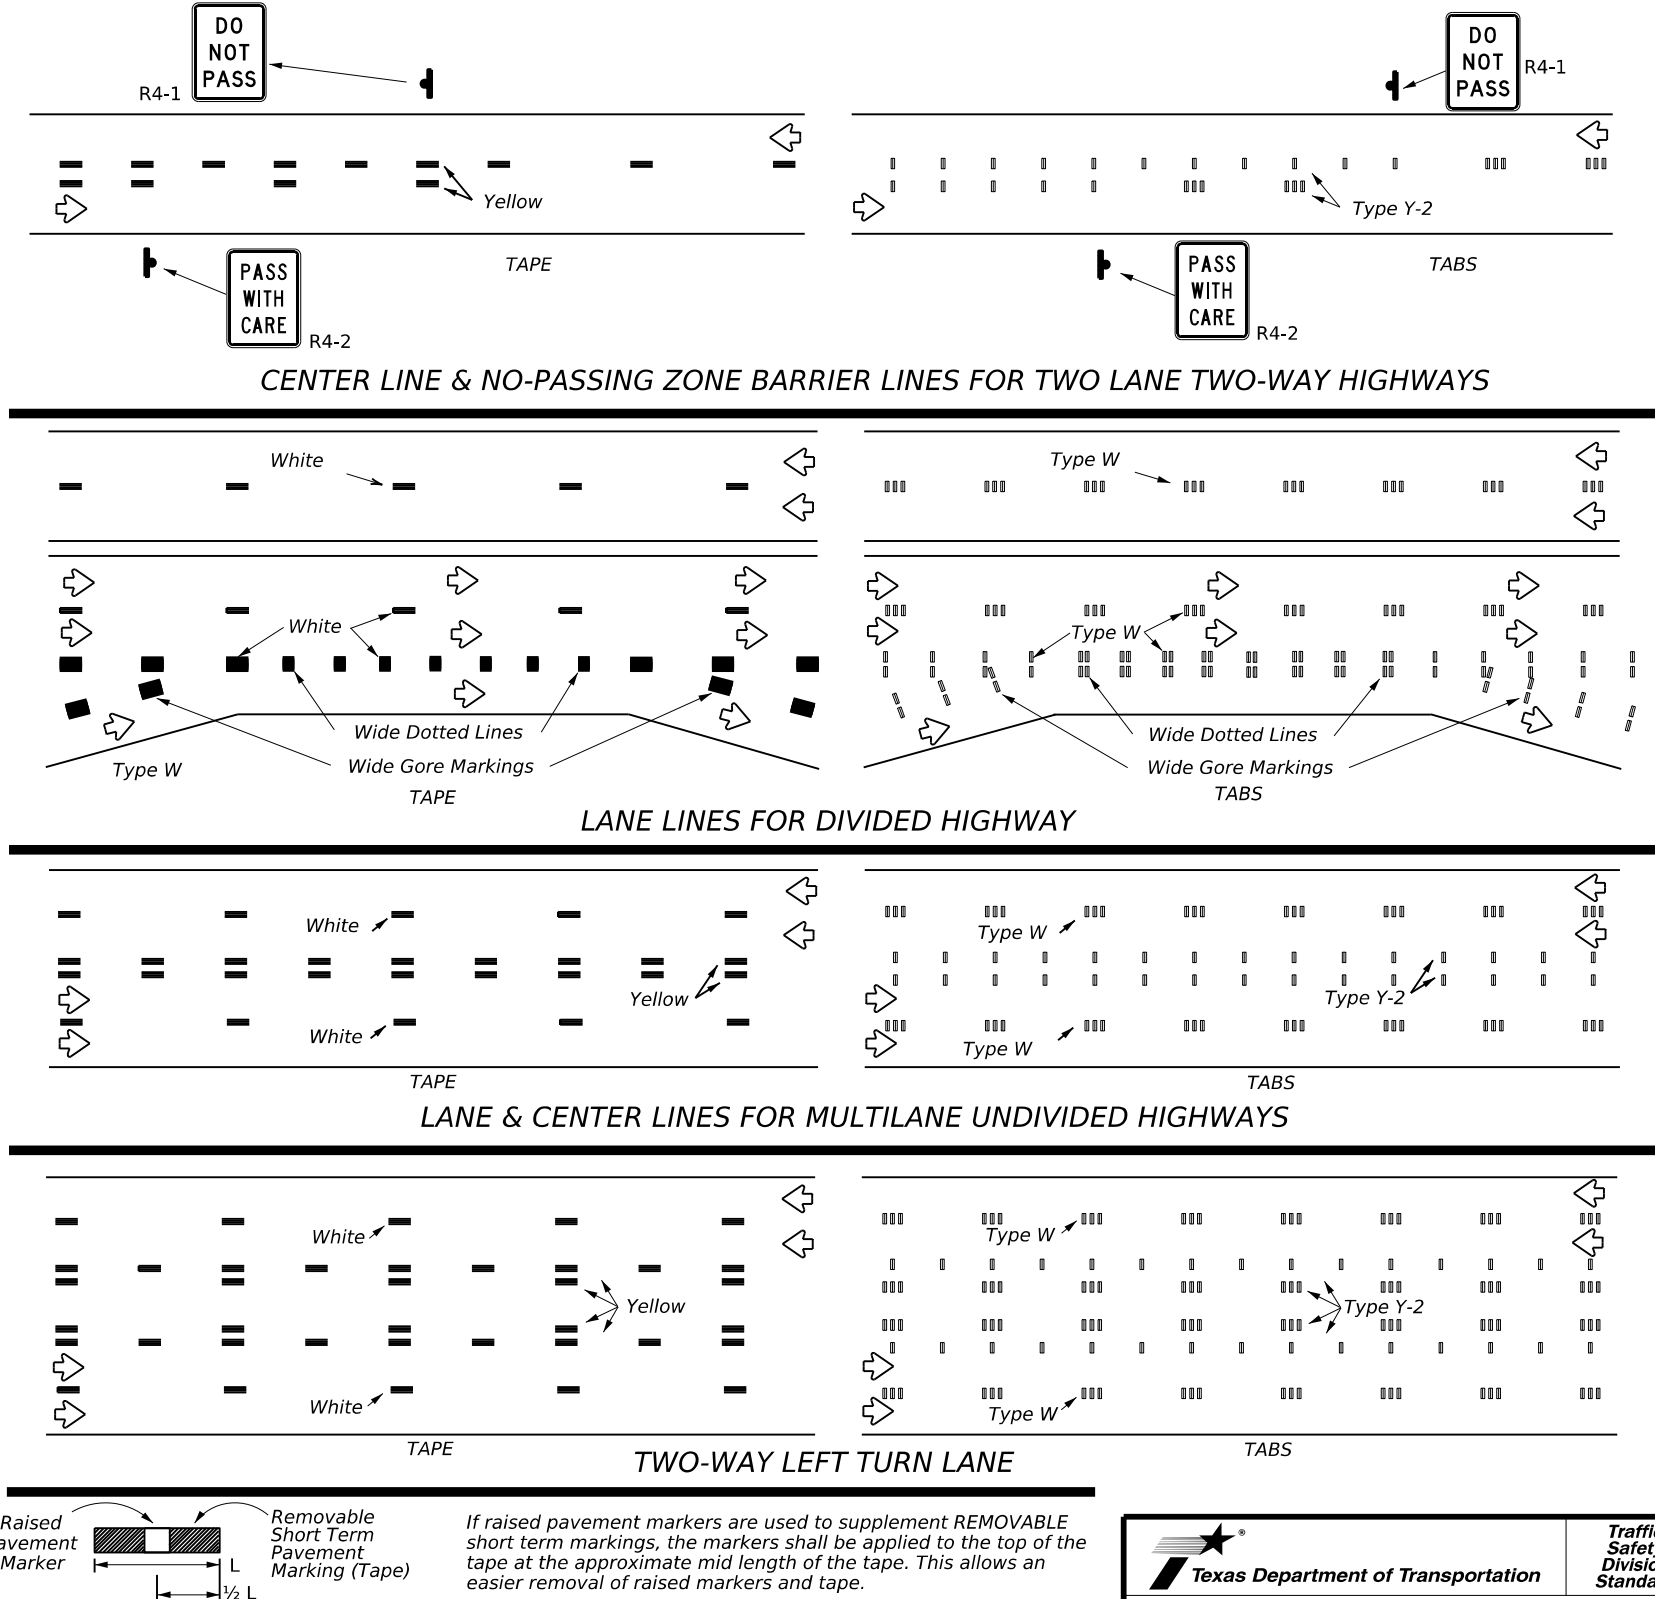 DO
NOT
PASS
R4-1
DO
NOT
PASS
R4-1
Yellow
Type Y-2
PASS
WITH
CARE
R4-2
TAPE
PASS
WITH
CARE
R4-2
TABS
CENTER LINE & NO-PASSING ZONE BARRIER LINES FOR TWO LANE TWO-WAY HIGHWAYS
White
Type W
White
Type W
Wide Dotted Lines
Wide Gore Markings
Type W
TAPE
Wide Dotted Lines
Wide Gore Markings
TABS
LANE LINES FOR DIVIDED HIGHWAY
White
Yellow
White
TAPE
Type W
Type Y-2
Type W
TABS
LANE & CENTER LINES FOR MULTILANE UNDIVIDED HIGHWAYS
White
Yellow
White
TAPE
Type W
Type Y-2
Type W
TABS
TWO-WAY LEFT TURN LANE
Raised
avement
Marker
Removable
Short Term
Pavement
Marking (Tape)
L
½ L
If raised pavement markers are used to supplement REMOVABLE
short term markings, the markers shall be applied to the top of the
tape at the approximate mid length of the tape. This allows an
easier removal of raised markers and tape.
®
Texas Department of Transportation
Traffic
Safety
Divisio
Standa